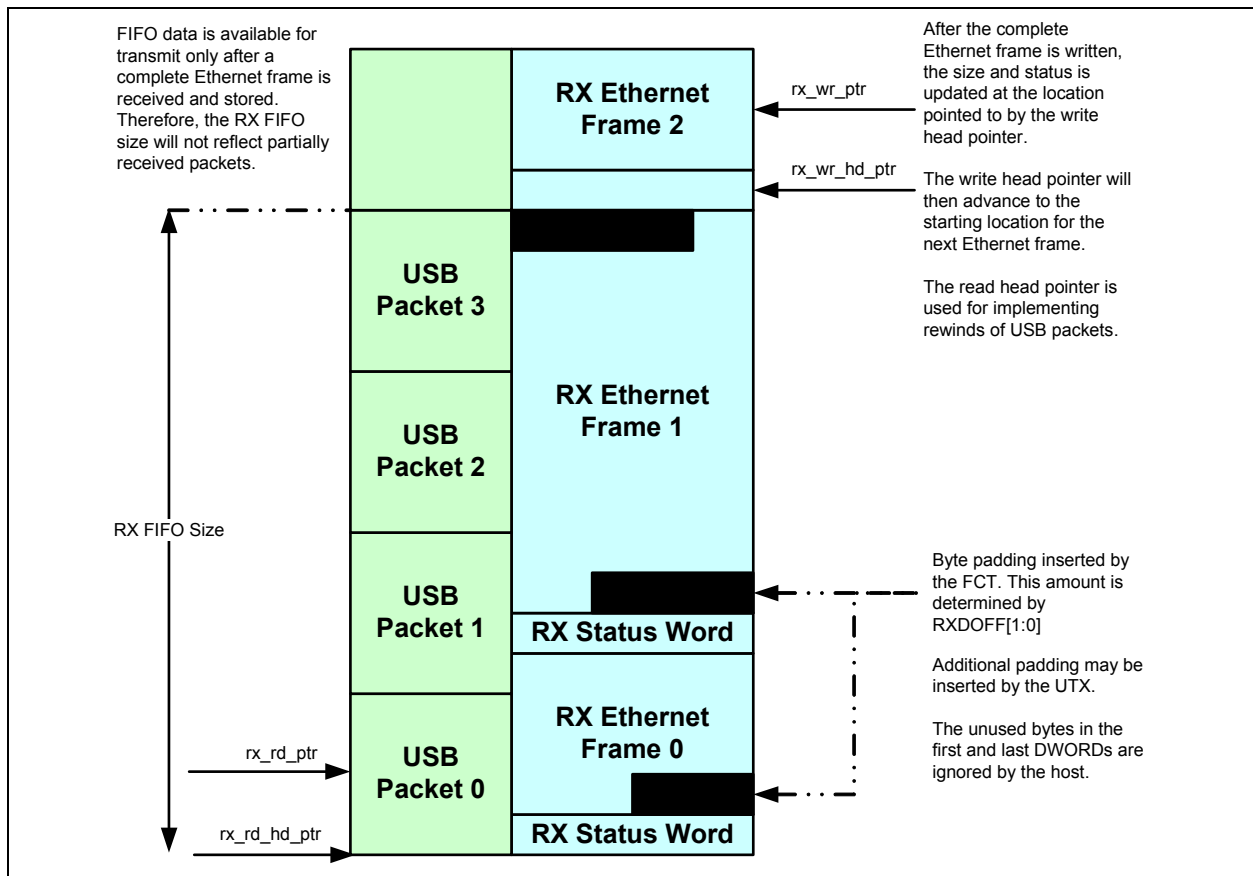 FIFO data is available for
transmit only after a
complete Ethernet frame is
received and stored.
Therefore, the RX FIFO
size will not reflect partially
received packets.
RX Ethernet
Frame 2
rx_wr_ptr
After the complete
Ethernet frame is written,
the size and status is
updated at the location
pointed to by the write
head pointer.
rx_wr_hd_ptr
The write head pointer will
then advance to the
starting location for the
next Ethernet frame.
The read head pointer is
used for implementing
rewinds of USB packets.
USB
Packet 3
RX Ethernet
Frame 1
USB
Packet 2
RX FIFO Size
USB
Packet 1
RX Status Word
Byte padding inserted by
the FCT. This amount is
determined by
RXDOFF[1:0]
Additional padding may be
inserted by the UTX.
The unused bytes in the
first and last DWORDs are
ignored by the host.
rx_rd_ptr
USB
Packet 0
RX Ethernet
Frame 0
rx_rd_hd_ptr
RX Status Word